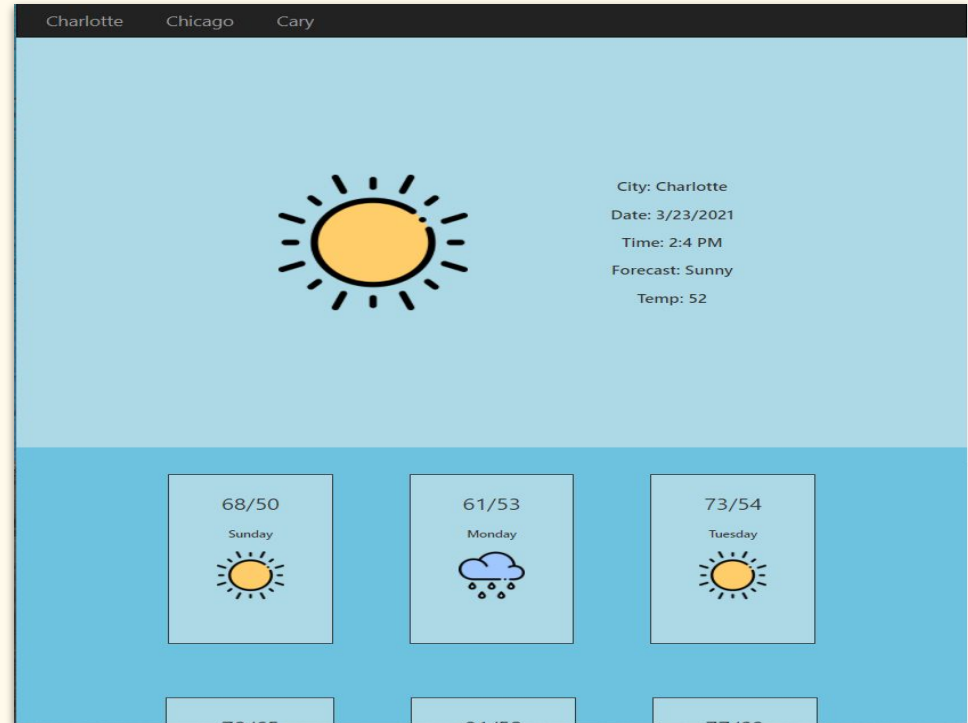 Charlotte Chicago Cary
City: Charlotte
Date: 3/23/2021
Time: 2:4 PM
Forecast: Sunny
Temp: 52
68/50 61/53 73/54
Sunday Monday Tuesday